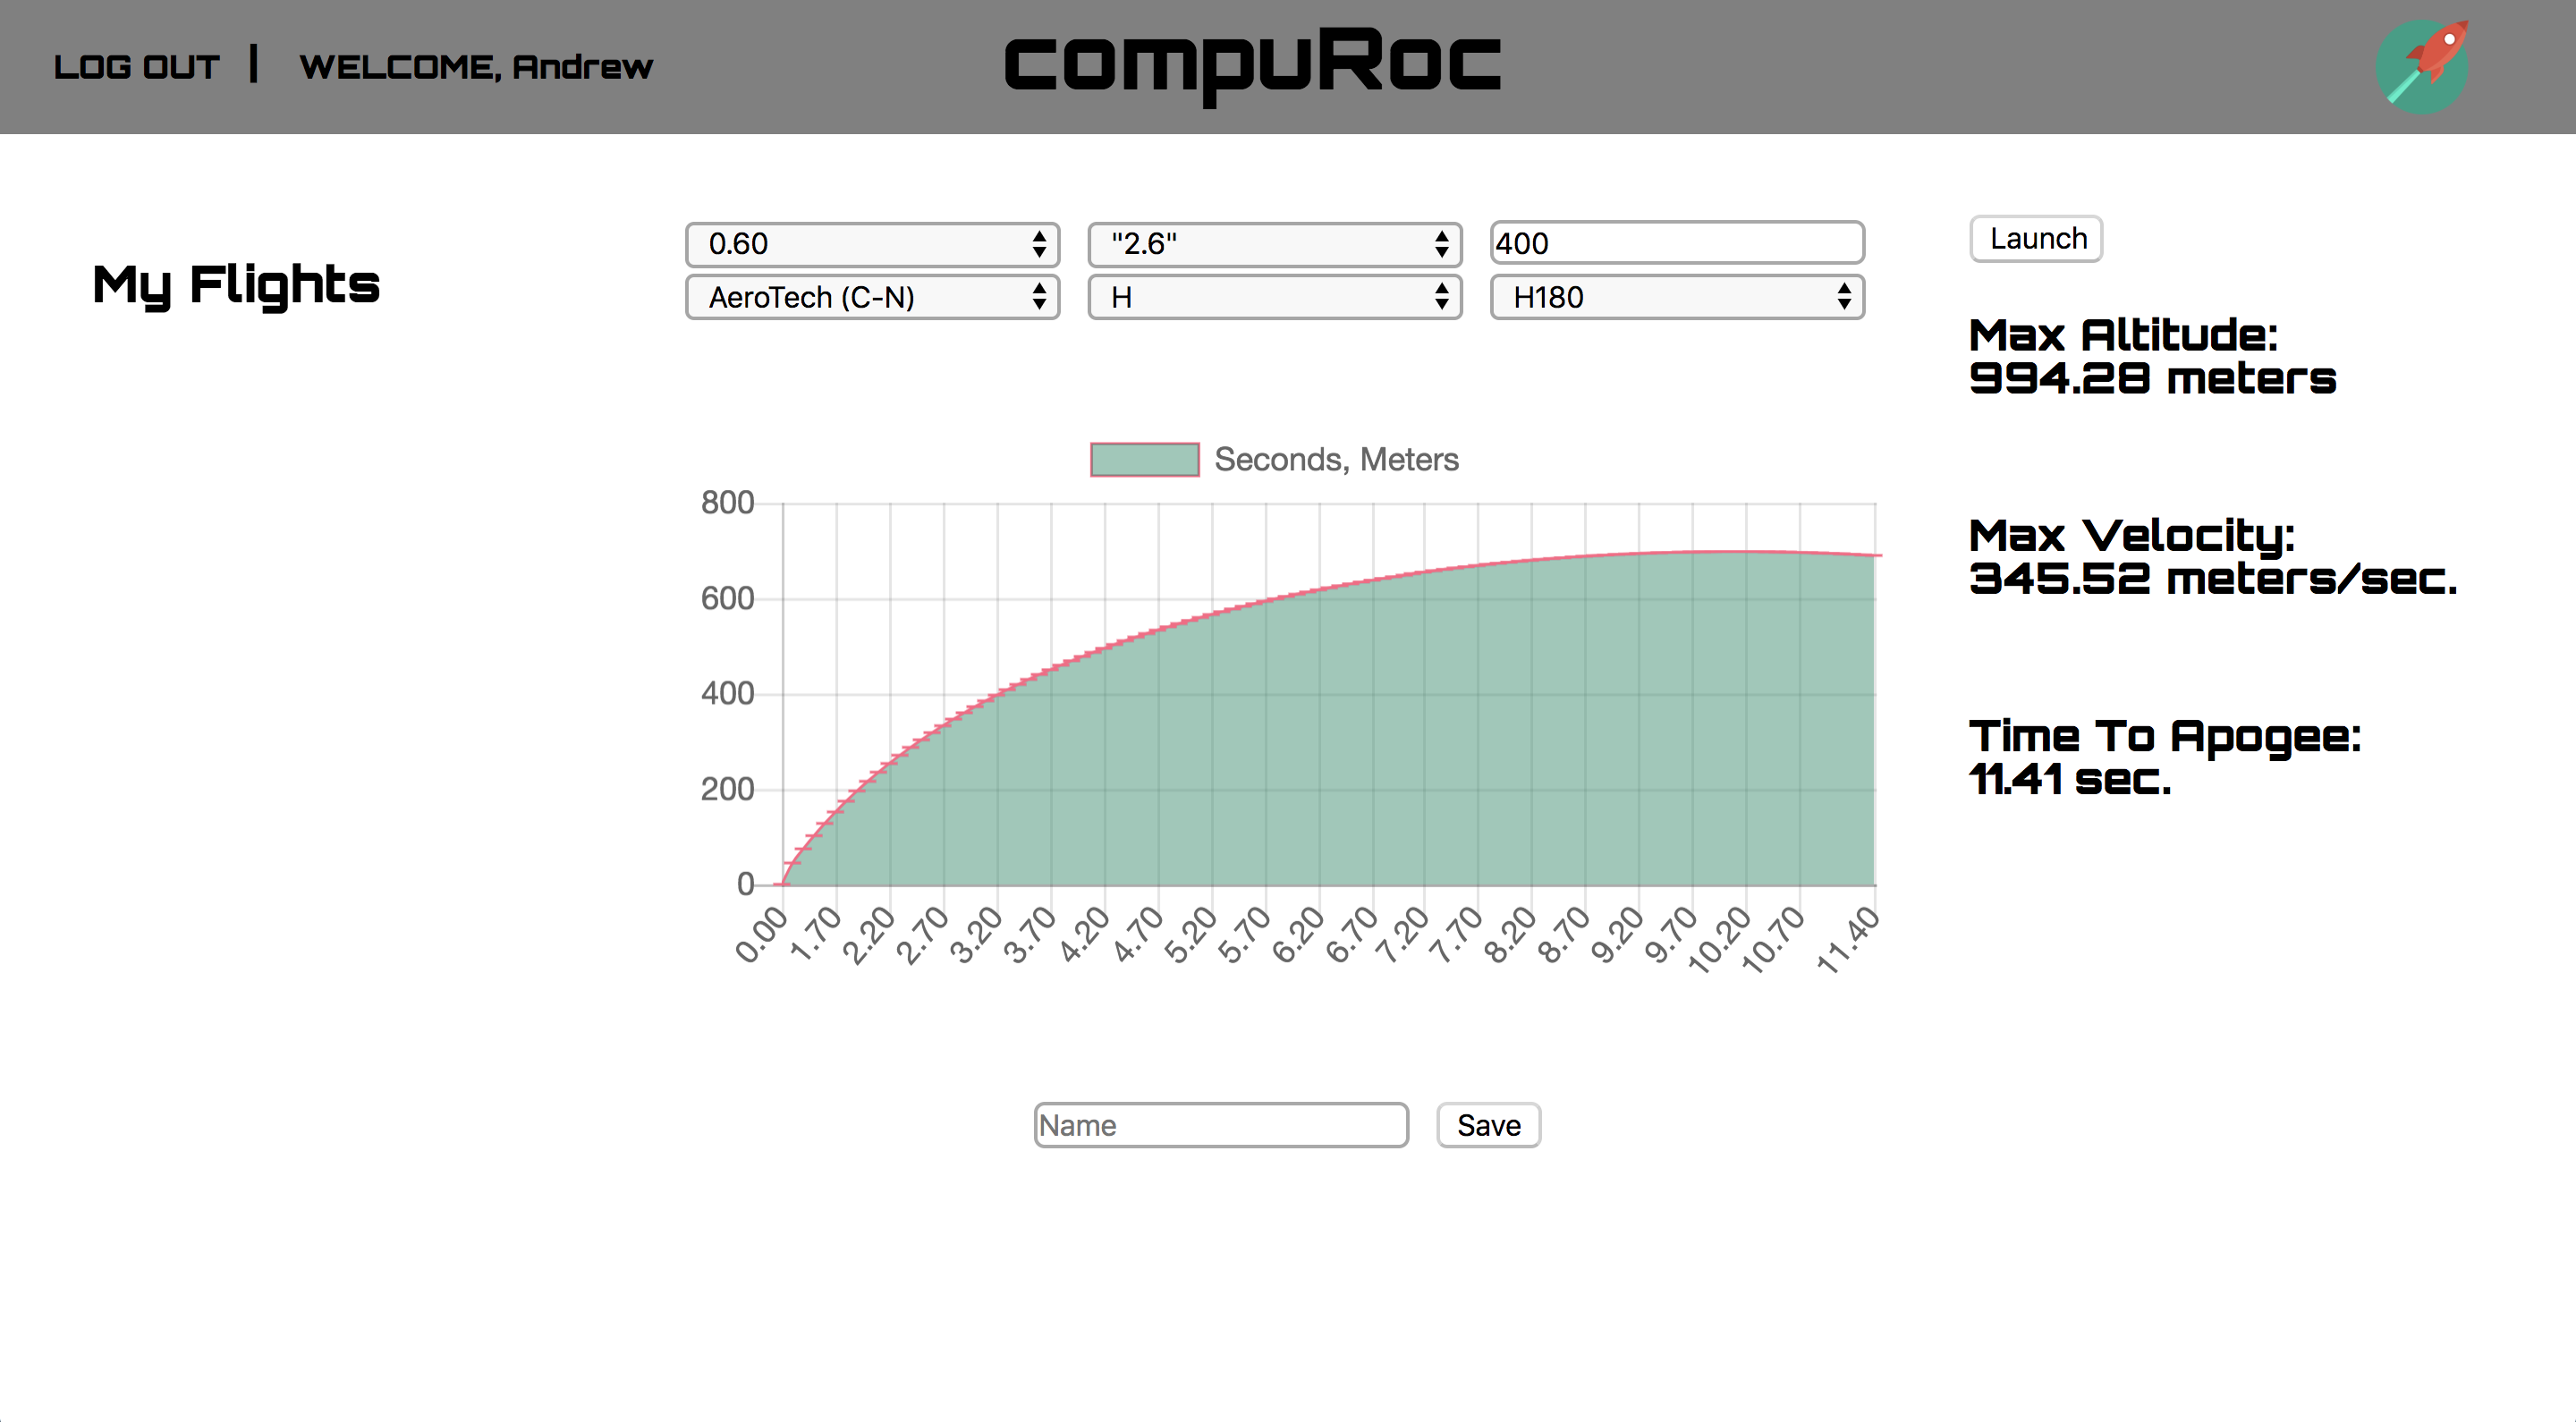 LOG OUT | WELCOME, Andrew
compuRoc
My Flights
0.60
"2.6"
400
AeroTech (C-N)
H
H180
Launch
Max Altitude:
994.28 meters
Max Velocity:
345.52 meters/sec.
Time To Apogee:
11.41 sec.
Seconds, Meters
800
600
400
200
0
0.00 1.70 2.20 2.70 3.20 3.70 4.20 4.70 5.20 5.70 6.20 6.70 7.20 7.70 8.20 8.70 9.20 9.70 10.20 10.70 11.40
Name
Save